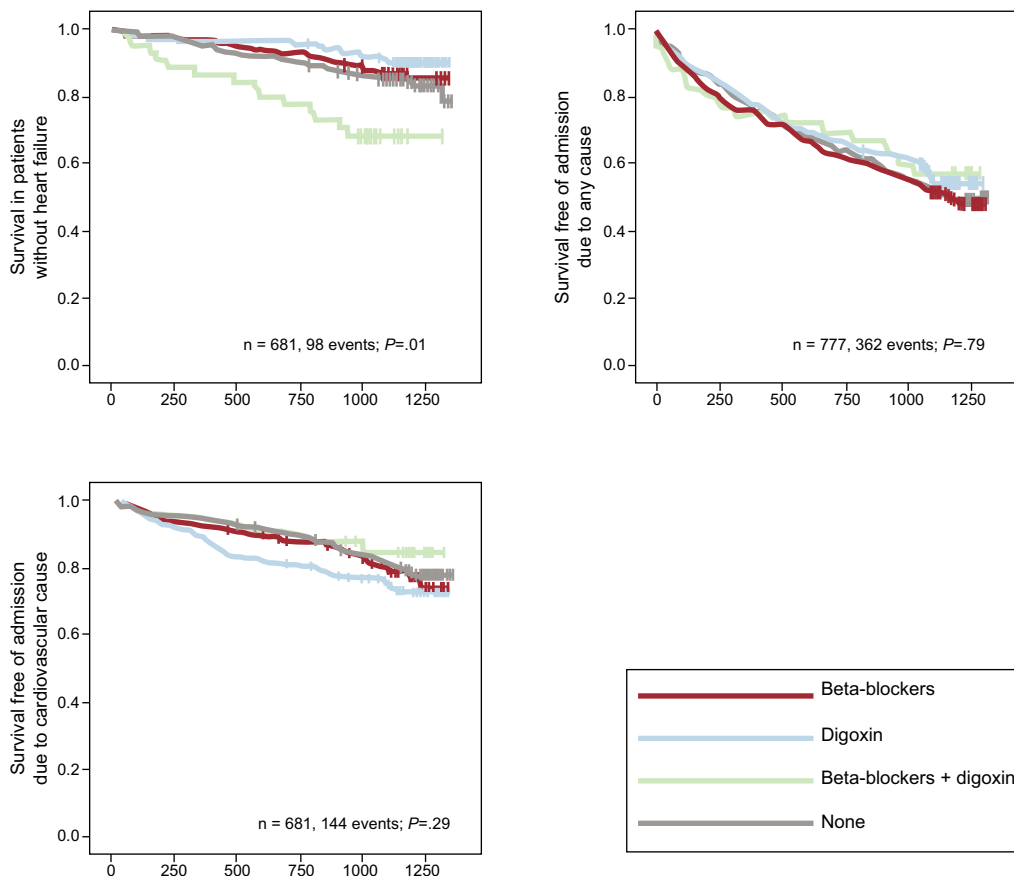 Survival in patients
without heart failure
1.0
0.8
0.6
0.4
0.2
0.0
n = 681, 98 events; P=.01
0 250 500 750 1000 1250
Survival free of admission
due to any cause
1.0
0.8
0.6
0.4
0.2
0.0
n = 777, 362 events; P=.79
0 250 500 750 1000 1250
Survival free of admission
due to cardiovascular cause
1.0
0.8
0.6
0.4
0.2
0.0
n = 681, 144 events; P=.29
0 250 500 750 1000 1250
Beta-blockers
Digoxin
Beta-blockers + digoxin
None